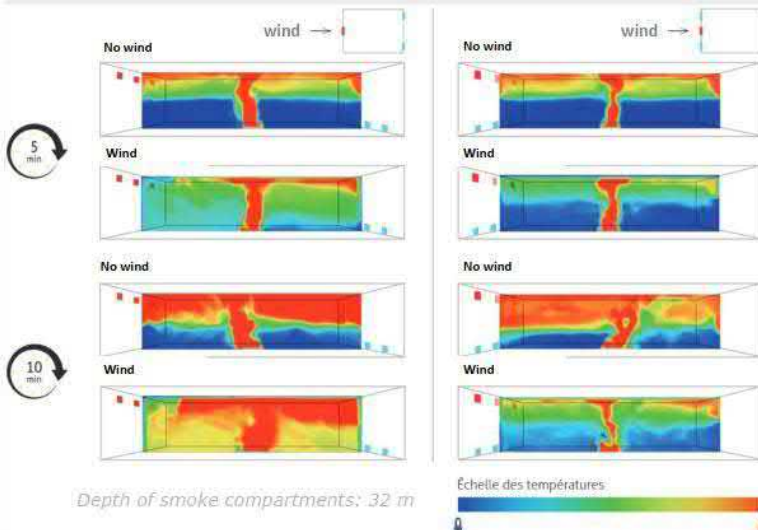 wind →
wind →
No wind
No wind
5
min
Wind
Wind
No wind
No wind
10
min
Wind
Wind
Échelle des températures
Depth of smoke compartments: 32 m